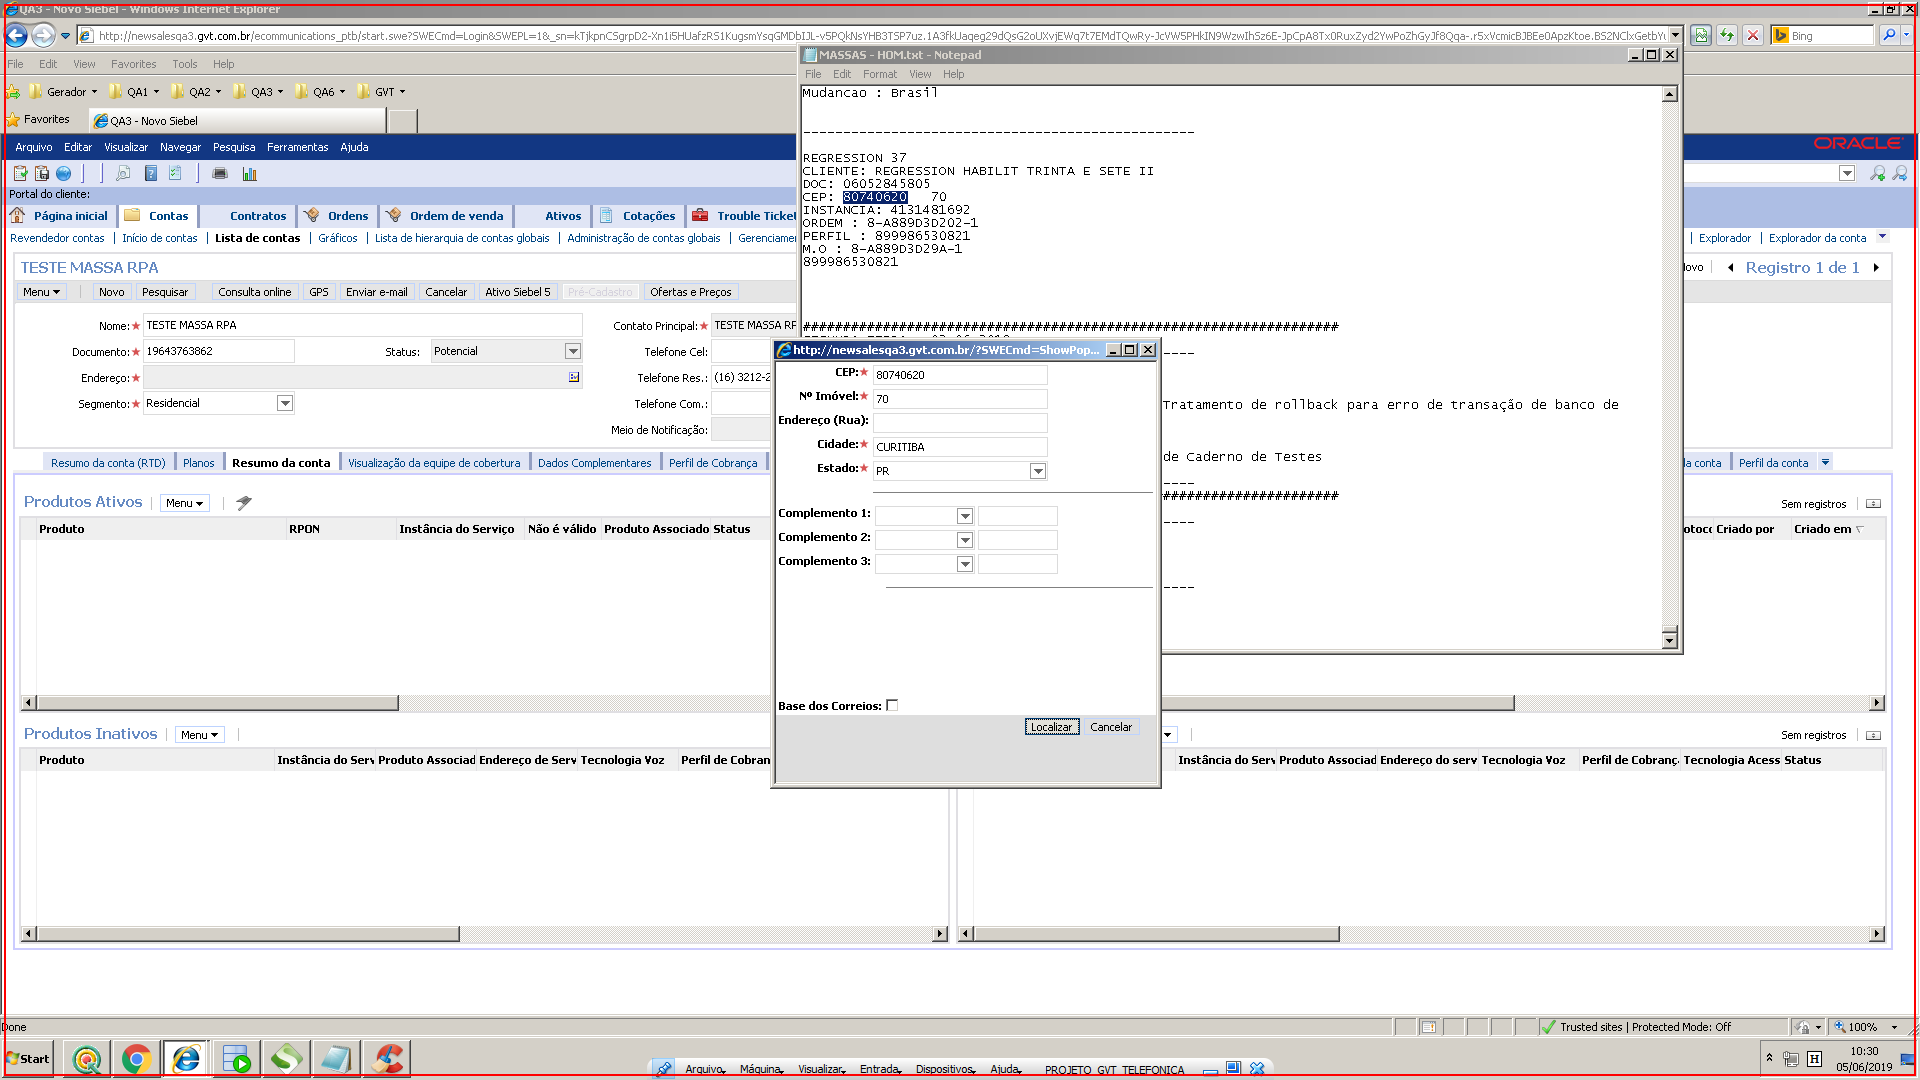 QA3 - Novo Siebel - Windows Internet Explorer
http://newsalesqa3.gvt.com.br/ecommunications_ptb/start.swe?SWECmd=Login&SWEPL=1&_sn=
Bing
File Edit View Favorites Tools Help
Gerador QA1 QA2 QA3 QA6 GVT
Favorites QA3 - Novo Siebel
Arquivo Editar Visualizar Navegar Pesquisa Ferramentas Ajuda
ORACLE
Portal do cliente:
Página inicial Contas Contratos Ordens Ordem de venda Ativos Cotações Trouble Ticket
Revendedor contas Início de contas Lista de contas Gráficos Lista de hierarquia de contas globais Administração de contas globais Gerenciamen Explorador Explorador da conta
TESTE MASSA RPA
ovo Registro 1 de 1
Menu Novo Pesquisar Consulta online GPS Enviar e-mail Cancelar Ativo Siebel 5 Pré-Cadastro Ofertas e Preços
Nome: TESTE MASSA RPA Contato Principal: TESTE MASSA RP
Documento: 19643763862 Status: Potencial Telefone Cel:
Endereço: Telefone Res.: (16) 3212-2
Segmento: Residencial Telefone Com.:
Meio de Notificação:
Resumo da conta (RTD) Planos Resumo da conta Visualização da equipe de cobertura Dados Complementares Perfil de Cobrança da conta Perfil da conta
Produtos Ativos Menu Sem registros
Produto RPON Instância do Serviço Não é válido Produto Associado Status otocc Criado por Criado em
Produtos Inativos Menu Sem registros
Produto Instância do Serv Produto Associad Endereço de Serv Tecnologia Voz Perfil de Cobran Instância do Serv Produto Associad Endereço do serv Tecnologia Voz Perfil de Cobranç Tecnologia Acess Status
MASSAS - HOM.txt - Notepad
File Edit Format View Help
Mudancao : Brasil
-------------------------------------------------
REGRESSION 37
CLIENTE: REGRESSION HABILIT TRINTA E SETE II
DOC: 06052845805
CEP: 80740620 70
INSTANCIA: 4131481692
ORDEM : 8-A889D3D202-1
PERFIL : 899986530821
M.O : 8-A889D3D29A-1
899986530821
###################################################################
----
Tratamento de rollback para erro de transação de banco de
de Caderno de Testes
----
######################
----
----
http://newsalesqa3.gvt.com.br/?SWECmd=ShowPop...
CEP: 80740620
Nº Imóvel: 70
Endereço (Rua):
Cidade: CURITIBA
Estado: PR
Complemento 1:
Complemento 2:
Complemento 3:
Base dos Correios:
Localizar Cancelar
Done Trusted sites | Protected Mode: Off 100%
Start
Arquivo Máquina Visualizar Entrada Dispositivos Ajuda PROJETO GVT TELEFONICA
H
10:30
05/06/2019